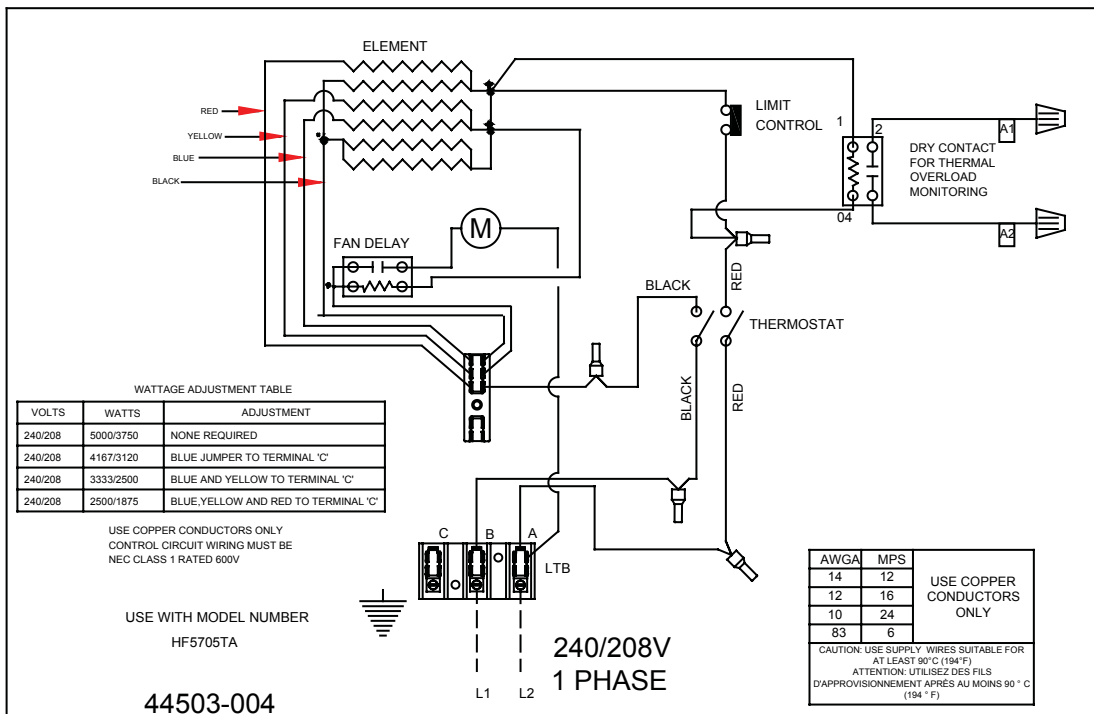 ELEMENT
RED
YELLOW
BLUE
BLACK
LIMIT
CONTROL
1
2
04
A1
A2
DRY CONTACT
FOR THERMAL
OVERLOAD
MONITORING
M
FAN DELAY
BLACK
RED
THERMOSTAT
BLACK
RED
WATTAGE ADJUSTMENT TABLE
VOLTS WATTS ADJUSTMENT
240/208 5000/3750 NONE REQUIRED
240/208 4167/3120 BLUE JUMPER TO TERMINAL 'C'
240/208 3333/2500 BLUE AND YELLOW TO TERMINAL 'C'
240/208 2500/1875 BLUE,YELLOW AND RED TO TERMINAL 'C'
USE COPPER CONDUCTORS ONLY
CONTROL CIRCUIT WIRING MUST BE
NEC CLASS 1 RATED 600V
C B A
LTB
USE WITH MODEL NUMBER
HF5705TA
44503-004
L1 L2
240/208V
1 PHASE
AWGA MPS
14 12
12 16
10 24
83 6
USE COPPER
CONDUCTORS
ONLY
CAUTION: USE SUPPLY WIRES SUITABLE FOR
AT LEAST 90°C (194°F)
ATTENTION: UTILISEZ DES FILS
D'APPROVISIONNEMENT APRÉS AU MOINS 90 ° C
(194 ° F)